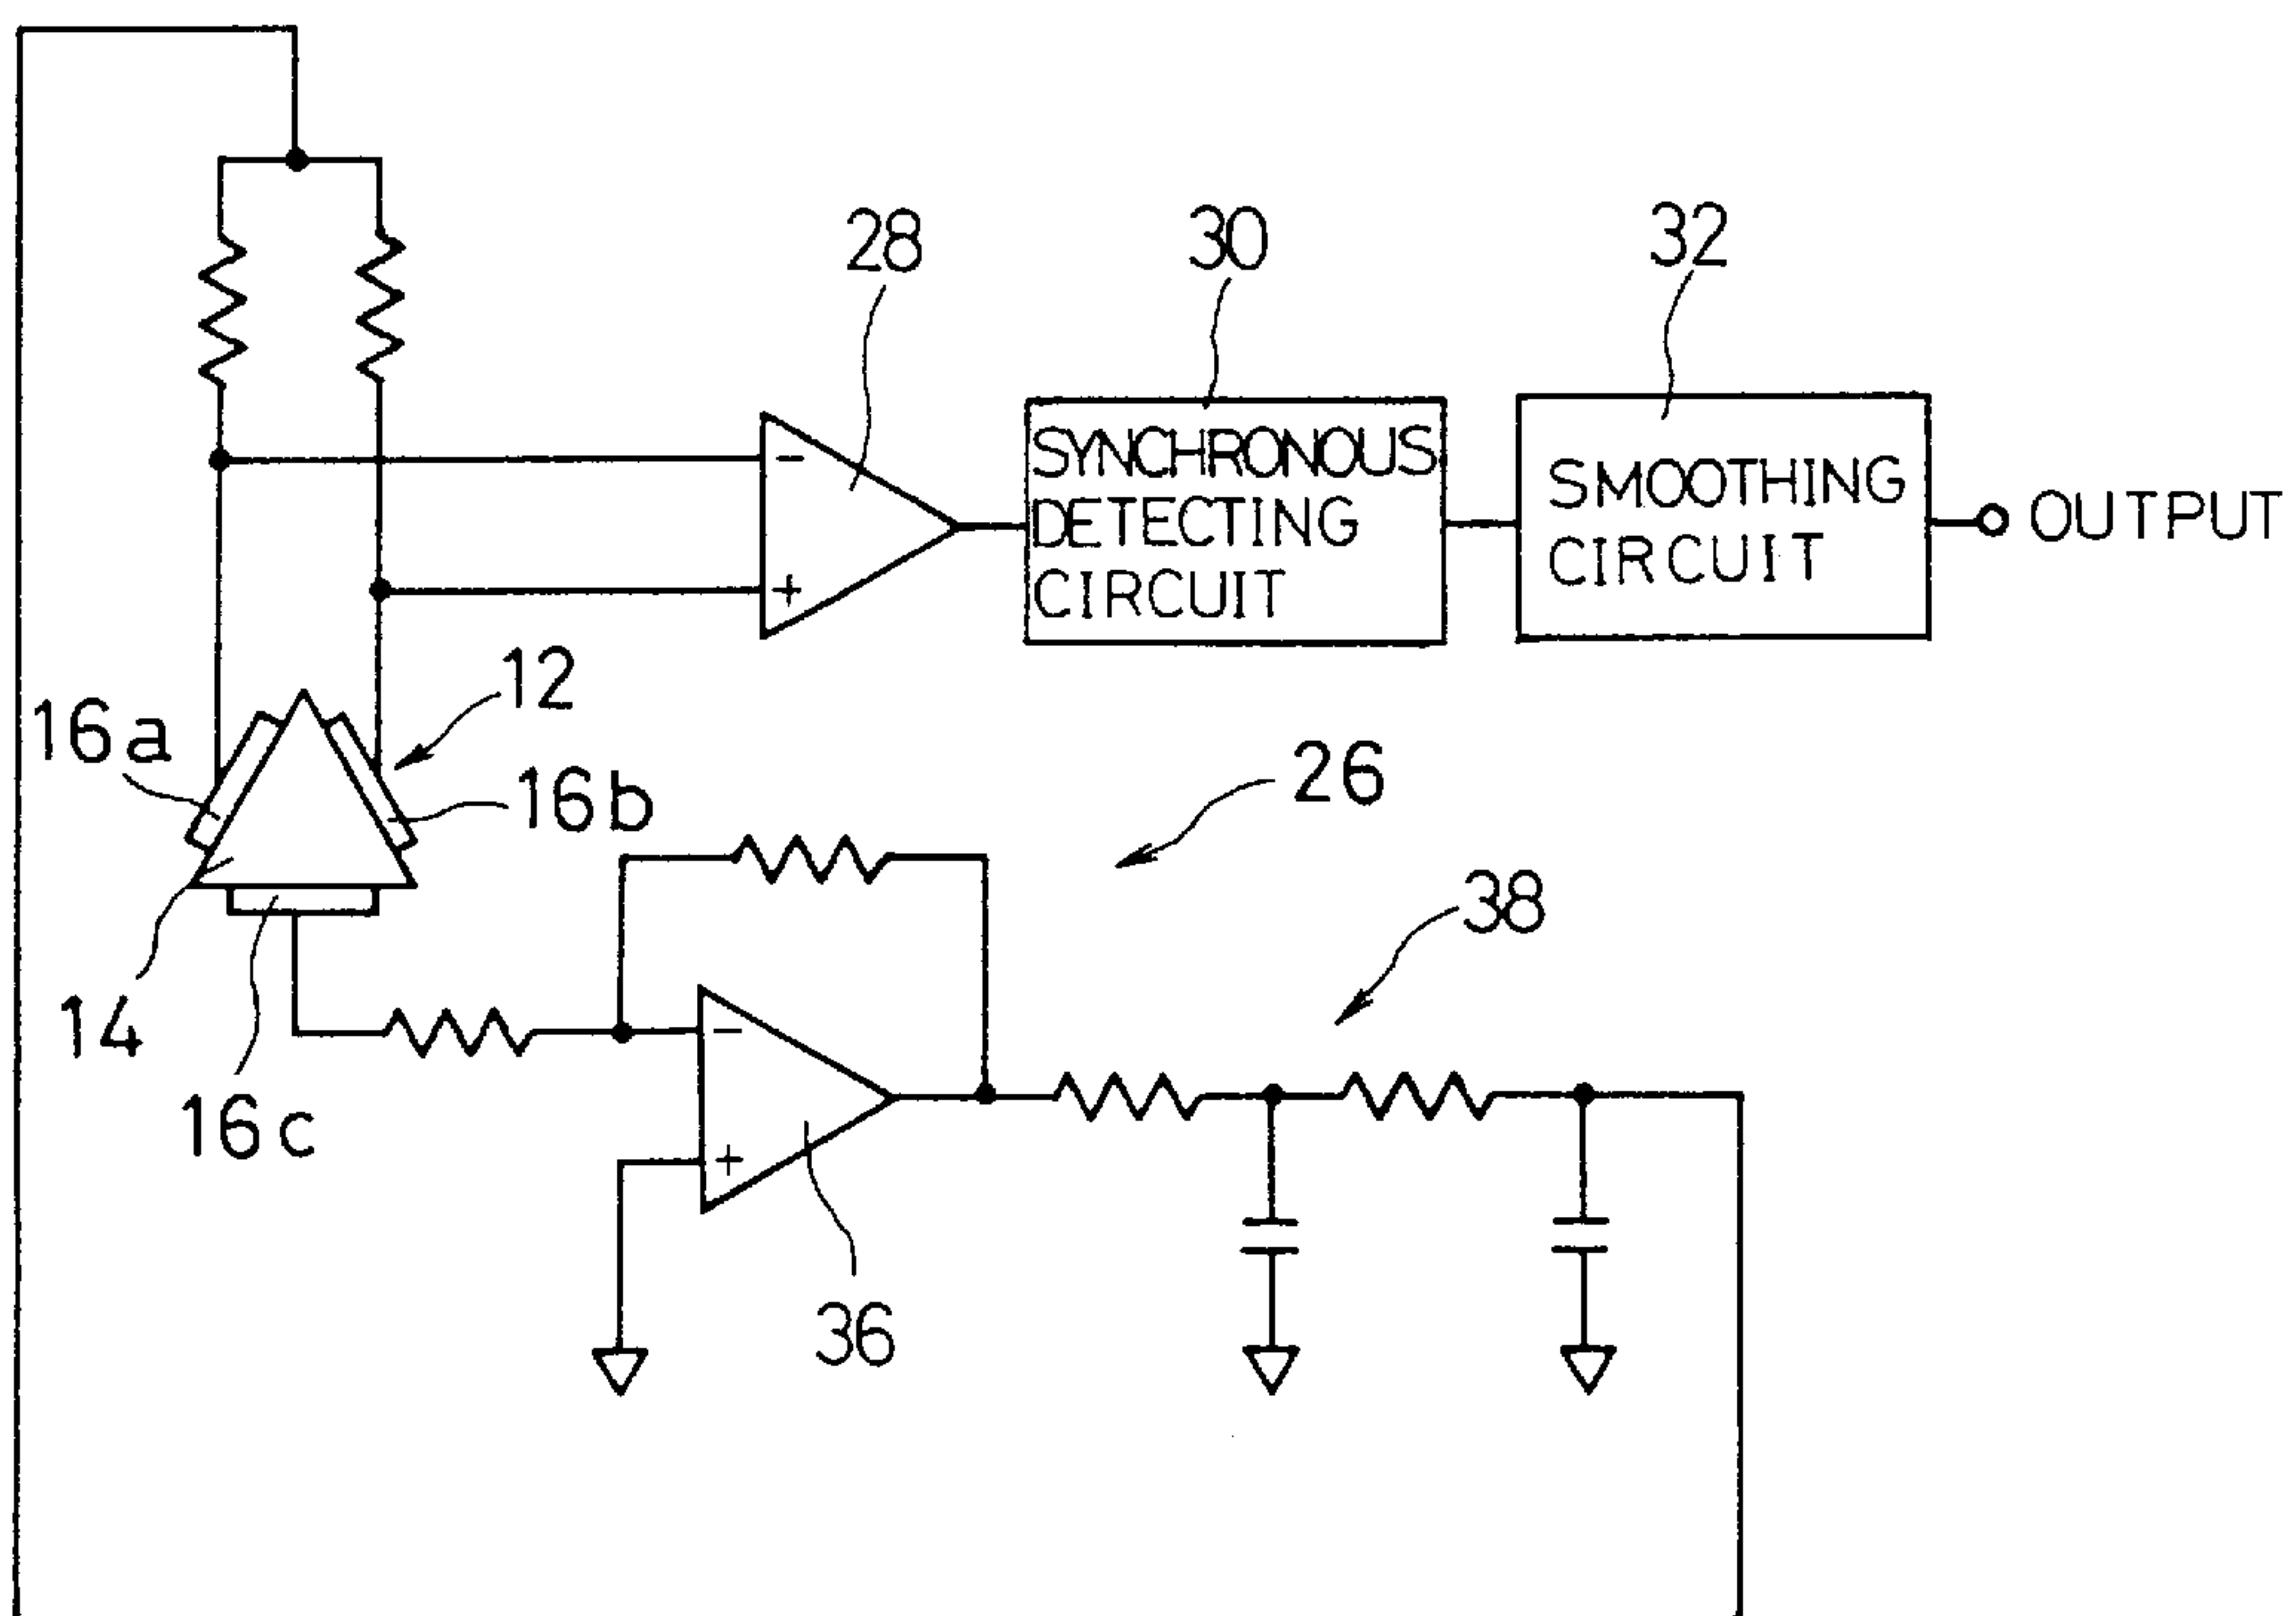 28
30
32
-
+
SYNCHRONOUS
DETECTING
CIRCUIT
SMOOTHING
CIRCUIT
OUTPUT
12
16a
16b
26
38
14
16c
-
+
36